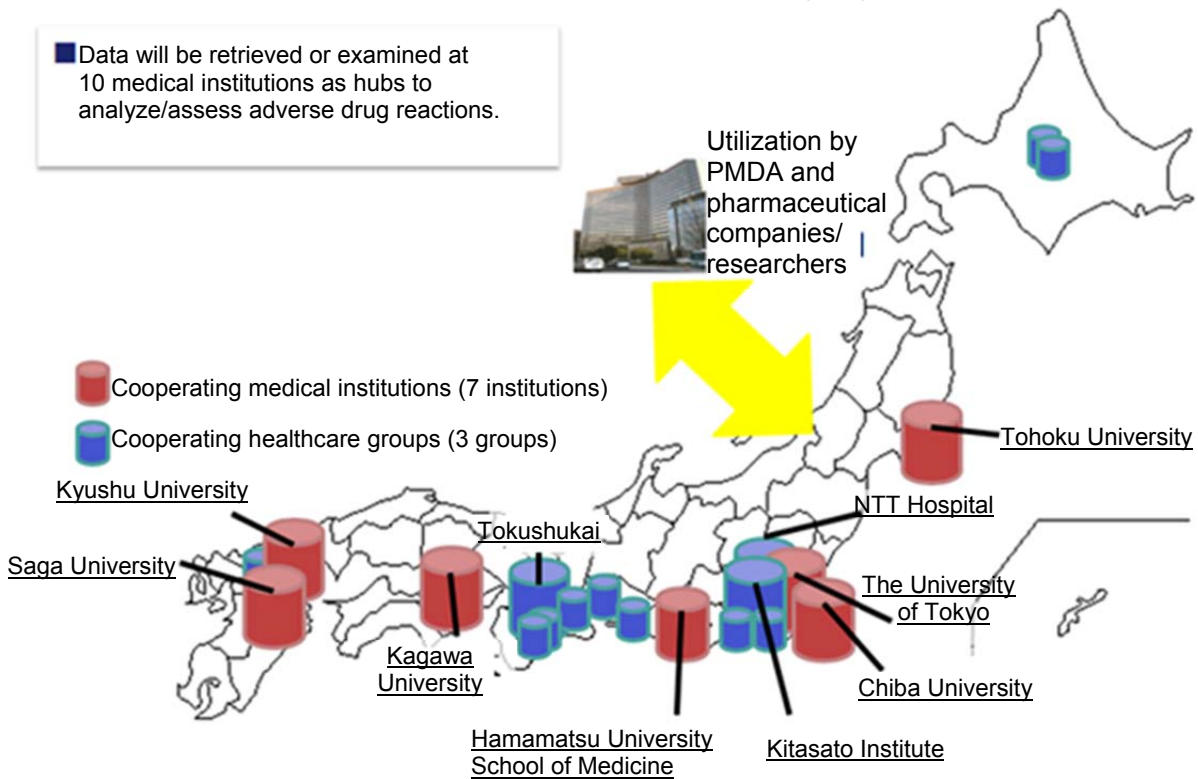 Data will be retrieved or examined at
10 medical institutions as hubs to
analyze/assess adverse drug reactions.
Utilization by
PMDA and
pharmaceutical
companies/
researchers
Cooperating medical institutions (7 institutions)
Cooperating healthcare groups (3 groups)
Tohoku University
Kyushu University
NTT Hospital
Tokushukai
Saga University
The University
of Tokyo
Kagawa
University
Chiba University
Hamamatsu University
School of Medicine
Kitasato Institute